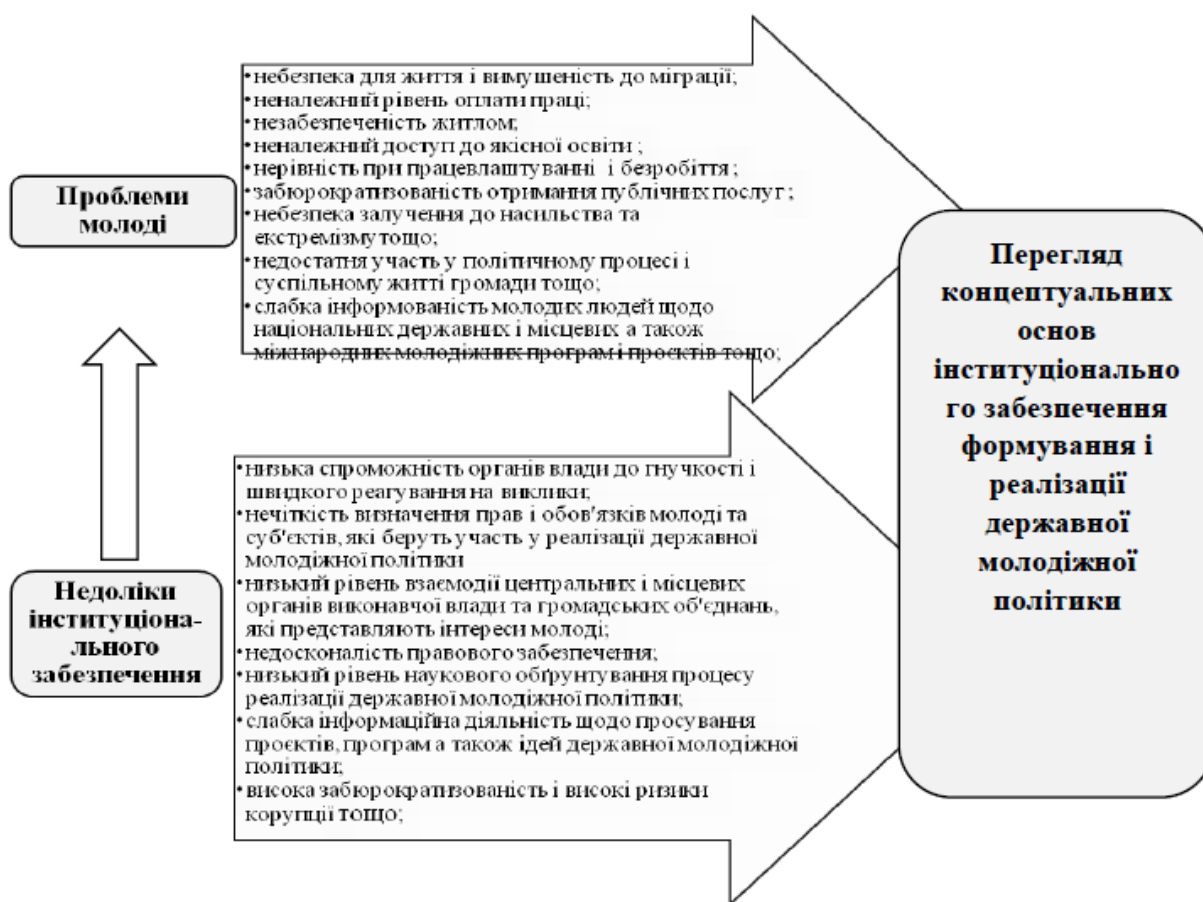 Проблеми
молоді
•небезпека для життя і вимушеність до міграції;
•неналежний рівень оплати праці;
•незабезпеченість житлом;
•неналежний доступ до якісної освіти ;
•нерівність при працевлаштуванні і безробіття ;
•забюрократизованість отримання публічних послуг ;
•небезпека залучення до насильства та
екстремізму тощо;
•недостатня участь у політичному процесі і
суспільному житті громади тощо;
•слабка інформованість молодих людей щодо
національних державних і місцевих а також
міжнародних молодіжних програм і проєктів тощо;
Недоліки
інституціона-
льного
забезпечення
•низька спроможність органів влади до гнучкості і
швидкого реагування на виклики;
•нечіткість визначення прав і обов'язків молоді та
суб'єктів, які беруть участь у реалізації державної
молодіжної політики
•низький рівень взаємодії центральних і місцевих
органів виконавчої влади та громадських об'єднань,
які представляють інтереси молоді;
•недосконалість правового забезпечення;
•низький рівень наукового обґрунтування процесу
реалізації державної молодіжної політики;
•слабка інформаційна діяльність щодо просування
проєктів, програм а також ідей державної молодіжної
політики;
•висока забюрократизованість і високі ризики
корупції тощо;
Перегляд
концептуальних
основ
інституціонально
го забезпечення
формування і
реалізації
державної
молодіжної
політики